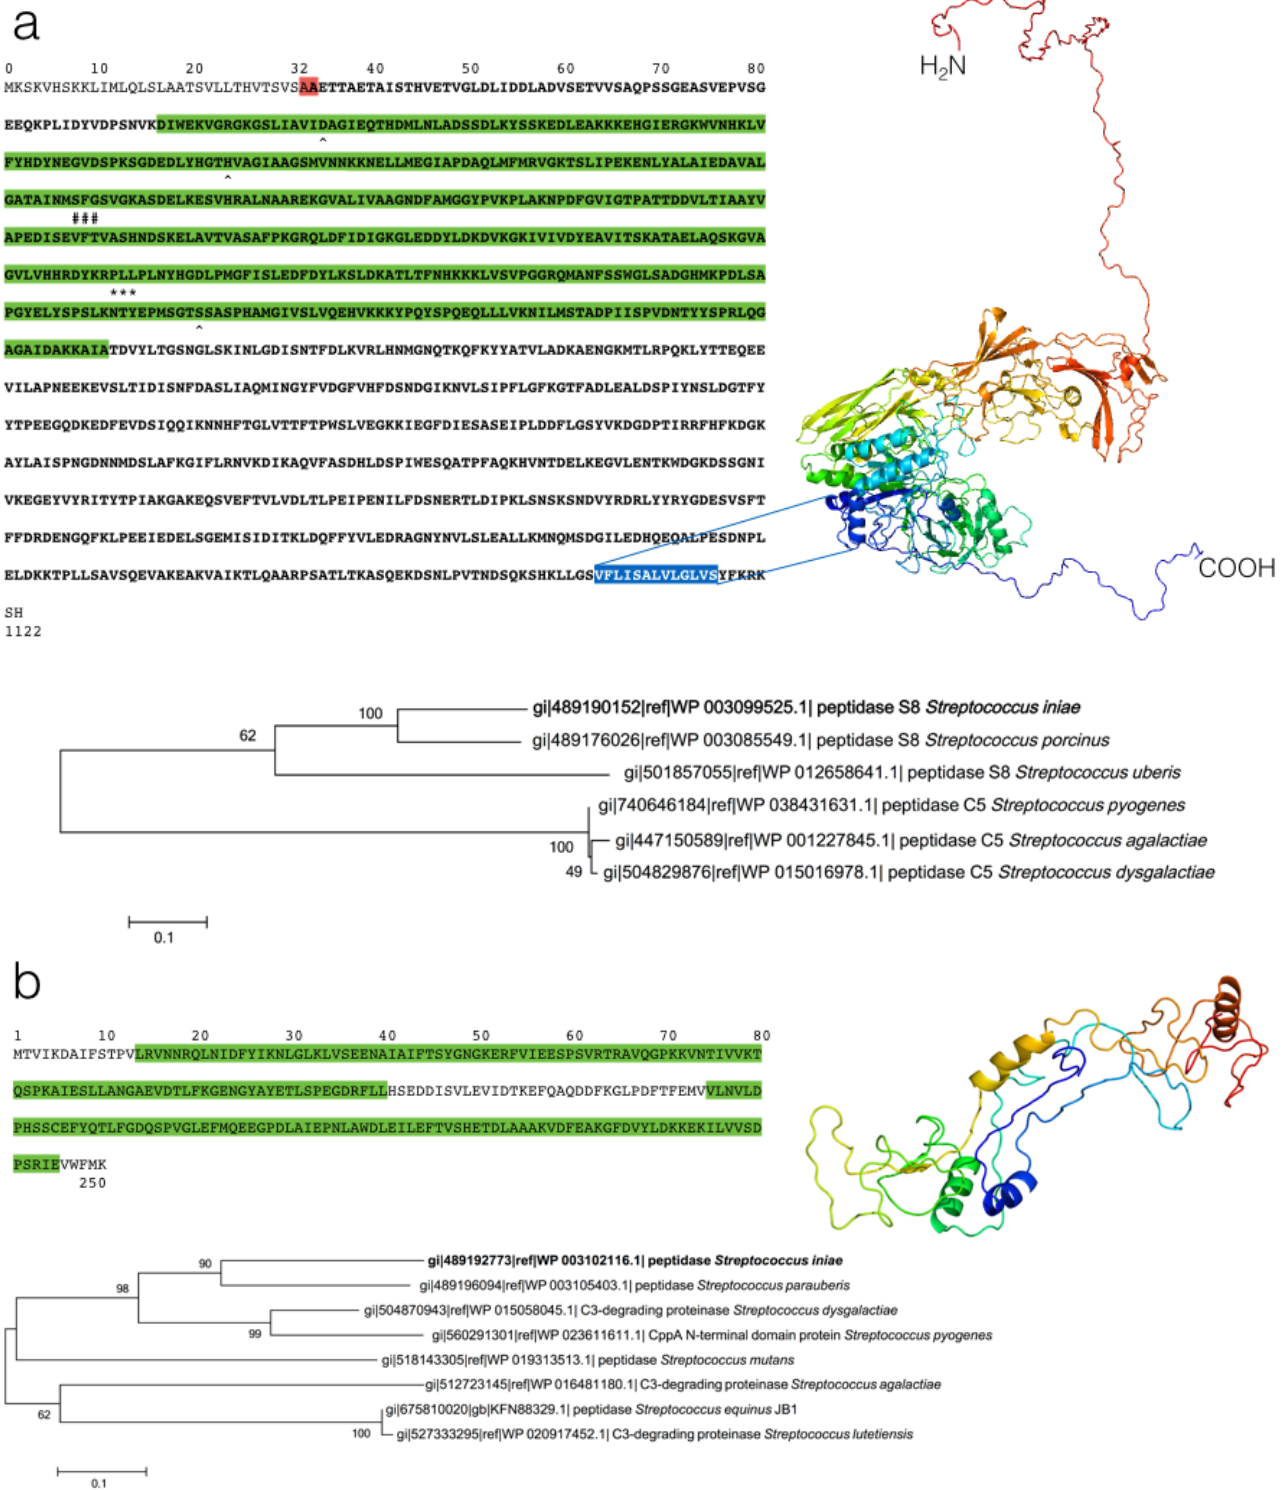 a
H₂N
0 10 20 32 40 50 60 70 80
MKSKVHSKKLIMLQLSLAATSVLLTHVTSVSAAETTAETAISTHVETVGLDLIDDLADVSETVVSAQPSSGEASVEPVSG
EEQKPLIDYVDPSNVKDIWEKVGRGKGSLIAVIDAGIEQTHDMLNLADSSDLKYSSKEDLEAKKKEHGIERGKWVNHKLV
^
FYHDYNEGVDSPKSGDEDLYHGTHVAGIAAGSMVNNKKNELLMEGIAPDAQLMFMRVGKTSLIPEKENLYALAIEDAVAL
^
GATAINMSFGSVGKASDELKESVHRALNAAREKGVALIVAAGNDFAMGGYPVKPLAKNPDFGVIGTPATTDDVLTIAAYV
###
APEDISEVFTVASHNDSKELAVTVASAFPKGRQLDFIDIGKGLEDDYLDKDVKGKIVIVDYEAVITSKATAELAQSKGVA
GVLVHHRDYKRPLLPLNYHGDLPMGFISLEDFDYLKSLDKATLTFNHKKKLVSVPGGRQMANFSSWGLSADGHMKPDLSA
***
PGYELYSPSLKNTYEPMSGTSSASPHAMGIVSLVQEHVKKKYPQYSPQEQLLLVKNILMSTADPIISPVDNTYYSPRLQG
^
AGAIDAKKAIATDVYLTGSNGLSKINLGDISNTFDLKVRLHNMGNQTKQFKYYATVLADKAENGKMTLRPQKLYTTEQEE
VILAPNEEKEVSLTIDISNFDASLIAQMINGYFVDGFVHFDSNDGIKNVLSIPFLGFKGTFADLEALDSPIYNSLDGTFY
YTPEEGQDKEDFEVDSIQQIKNNHFTGLVTTFTPWSLVEGKKIEGFDIESASEIPLDDFLGSYVKDGDPTIRRFHFKDGK
AYLAISPNGDNNMDSLAFKGIFLRNVKDIKAQVFASDHLDSPIWESQATPFAQKHVNTDELKEGVLENTKWDGKDSSGNI
VKEGEYVYRITYTPIAKGAKEQSVEFTVLVDLTLPEIPENILFDSNERTLDIPKLSNSKSNDVYRDRLYYRYGDESVSFT
FFDRDENGQFKLPEEIEDELSGEMISIDITKLDQFFYVLEDRAGNYNVLSLEALLKMNQMSDGILEDHQEQALPESDNPL
ELDKKTPLLSAVSQEVAKEAKVAIKTLQAARPSATLTKASQEKDSNLPVTNDSQKSHKLLGSVFLISALVLGLVSYFKRK
COOH
SH
1122
100
gi|489190152|ref|WP 003099525.1| peptidase S8 Streptococcus iniae
62
gi|489176026|ref|WP 003085549.1| peptidase S8 Streptococcus porcinus
gi|501857055|ref|WP 012658641.1| peptidase S8 Streptococcus uberis
gi|740646184|ref|WP 038431631.1| peptidase C5 Streptococcus pyogenes
100
gi|447150589|ref|WP 001227845.1| peptidase C5 Streptococcus agalactiae
49
gi|504829876|ref|WP 015016978.1| peptidase C5 Streptococcus dysgalactiae
0.1
b
1 10 20 30 40 50 60 70 80
MTVIKDAIFSTPVLRVNNRQLNIDFYIKNLGLKLVSEENAIAIFTSYGNGKERFVIEESPSVRTRAVQGPKKVNTIVVKT
QSPKAIESLLANGAEVDTLFKGENGYAYETLSPEGDRFLLHSEDDISVLEVIDTKEFQAQDDFKGLPDFTFEMVVLNVLD
PHSSCEFYQTLFGDQSPVGLEFMQEEGPDLAIEPNLAWDLEILEFTVSHETDLAAAKVDFEAKGFDVYLDKKEKILVVSD
PSRIEVWFMK
250
90
gi|489192773|ref|WP 003102116.1| peptidase Streptococcus iniae
gi|489196094|ref|WP 003105403.1| peptidase Streptococcus parauberis
98
gi|504870943|ref|WP 015058045.1| C3-degrading proteinase Streptococcus dysgalactiae
99
gi|560291301|ref|WP 023611611.1| CppA N-terminal domain protein Streptococcus pyogenes
gi|518143305|ref|WP 019313513.1| peptidase Streptococcus mutans
gi|512723145|ref|WP 016481180.1| C3-degrading proteinase Streptococcus agalactiae
62
gi|675810020|gb|KFN88329.1| peptidase Streptococcus equinus JB1
100
gi|527333295|ref|WP 020917452.1| C3-degrading proteinase Streptococcus lutetiensis
0.1